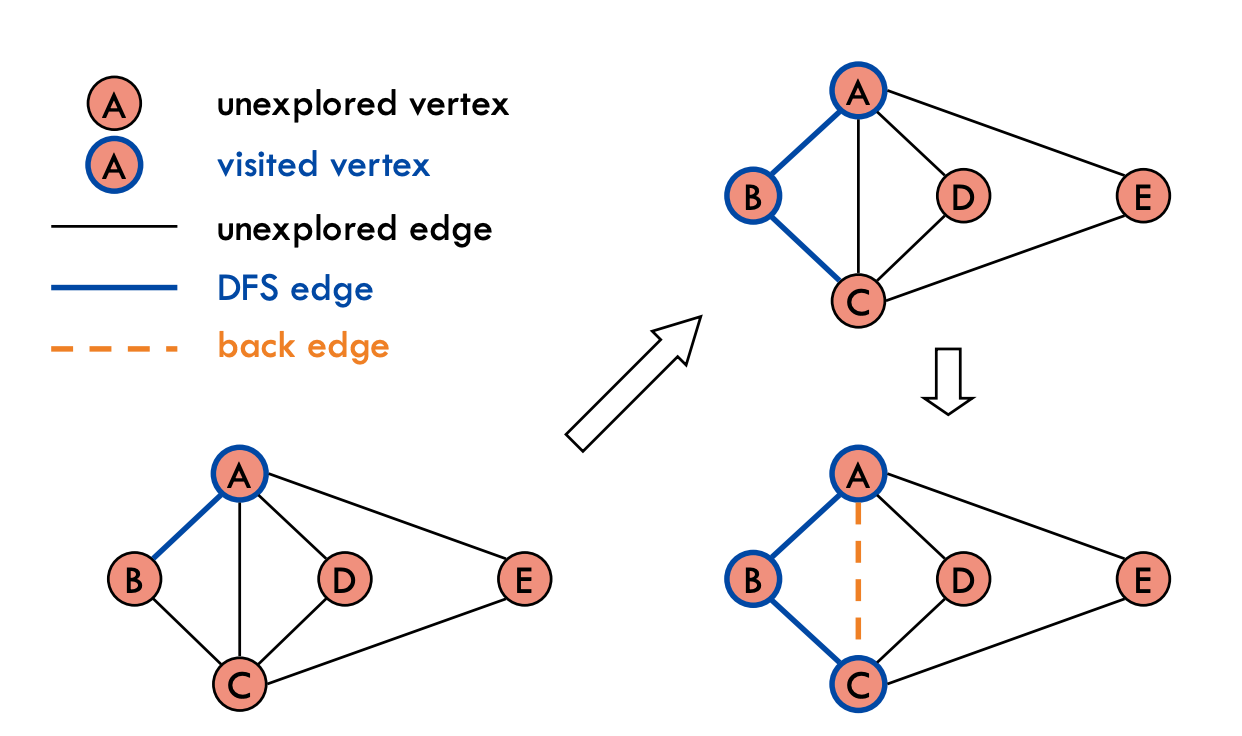 A unexplored vertex
A visited vertex
unexplored edge
DFS edge
back edge
A
B
D
E
C
A
B
D
E
C
A
B
D
E
C